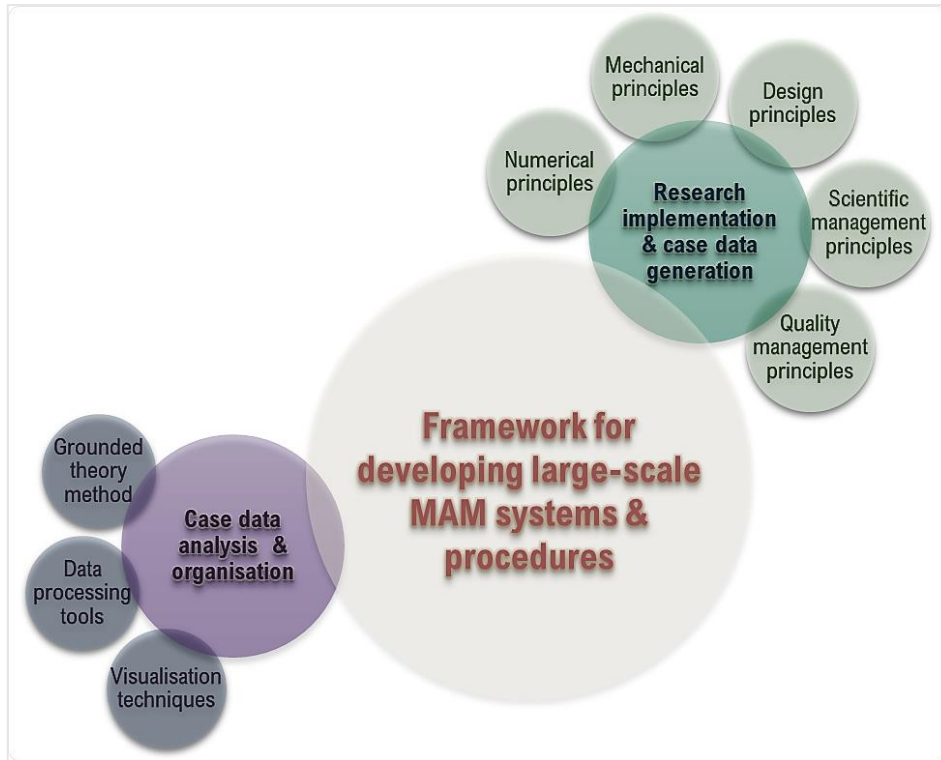 Mechanical
principles
Design
principles
Numerical
principles
Research
implementation
& case data
generation
Scientific
management
principles
Quality
management
principles
Framework for
developing large-scale
MAM systems &
procedures
Grounded
theory
method
Case data
analysis &
organisation
Data
processing
tools
Visualisation
techniques